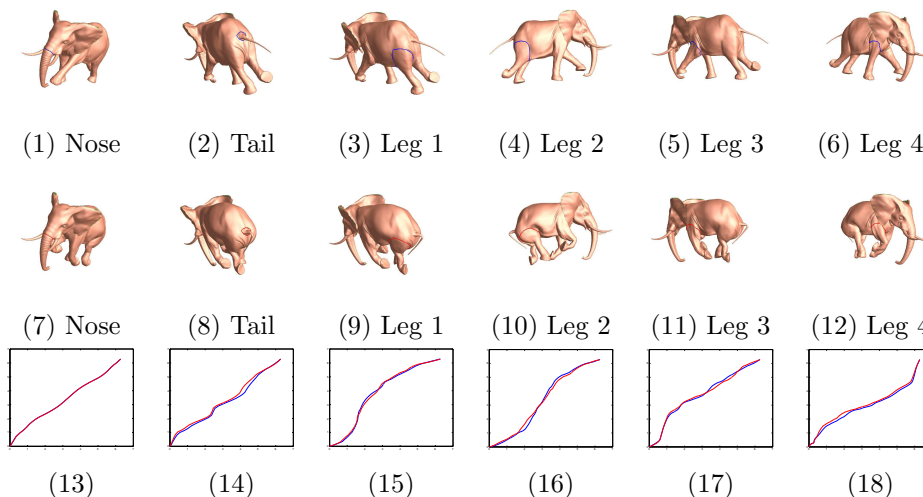 (1) Nose (2) Tail (3) Leg 1 (4) Leg 2 (5) Leg 3 (6) Leg 4
(7) Nose (8) Tail (9) Leg 1 (10) Leg 2 (11) Leg 3 (12) Leg 4
(13) (14) (15) (16) (17) (18)